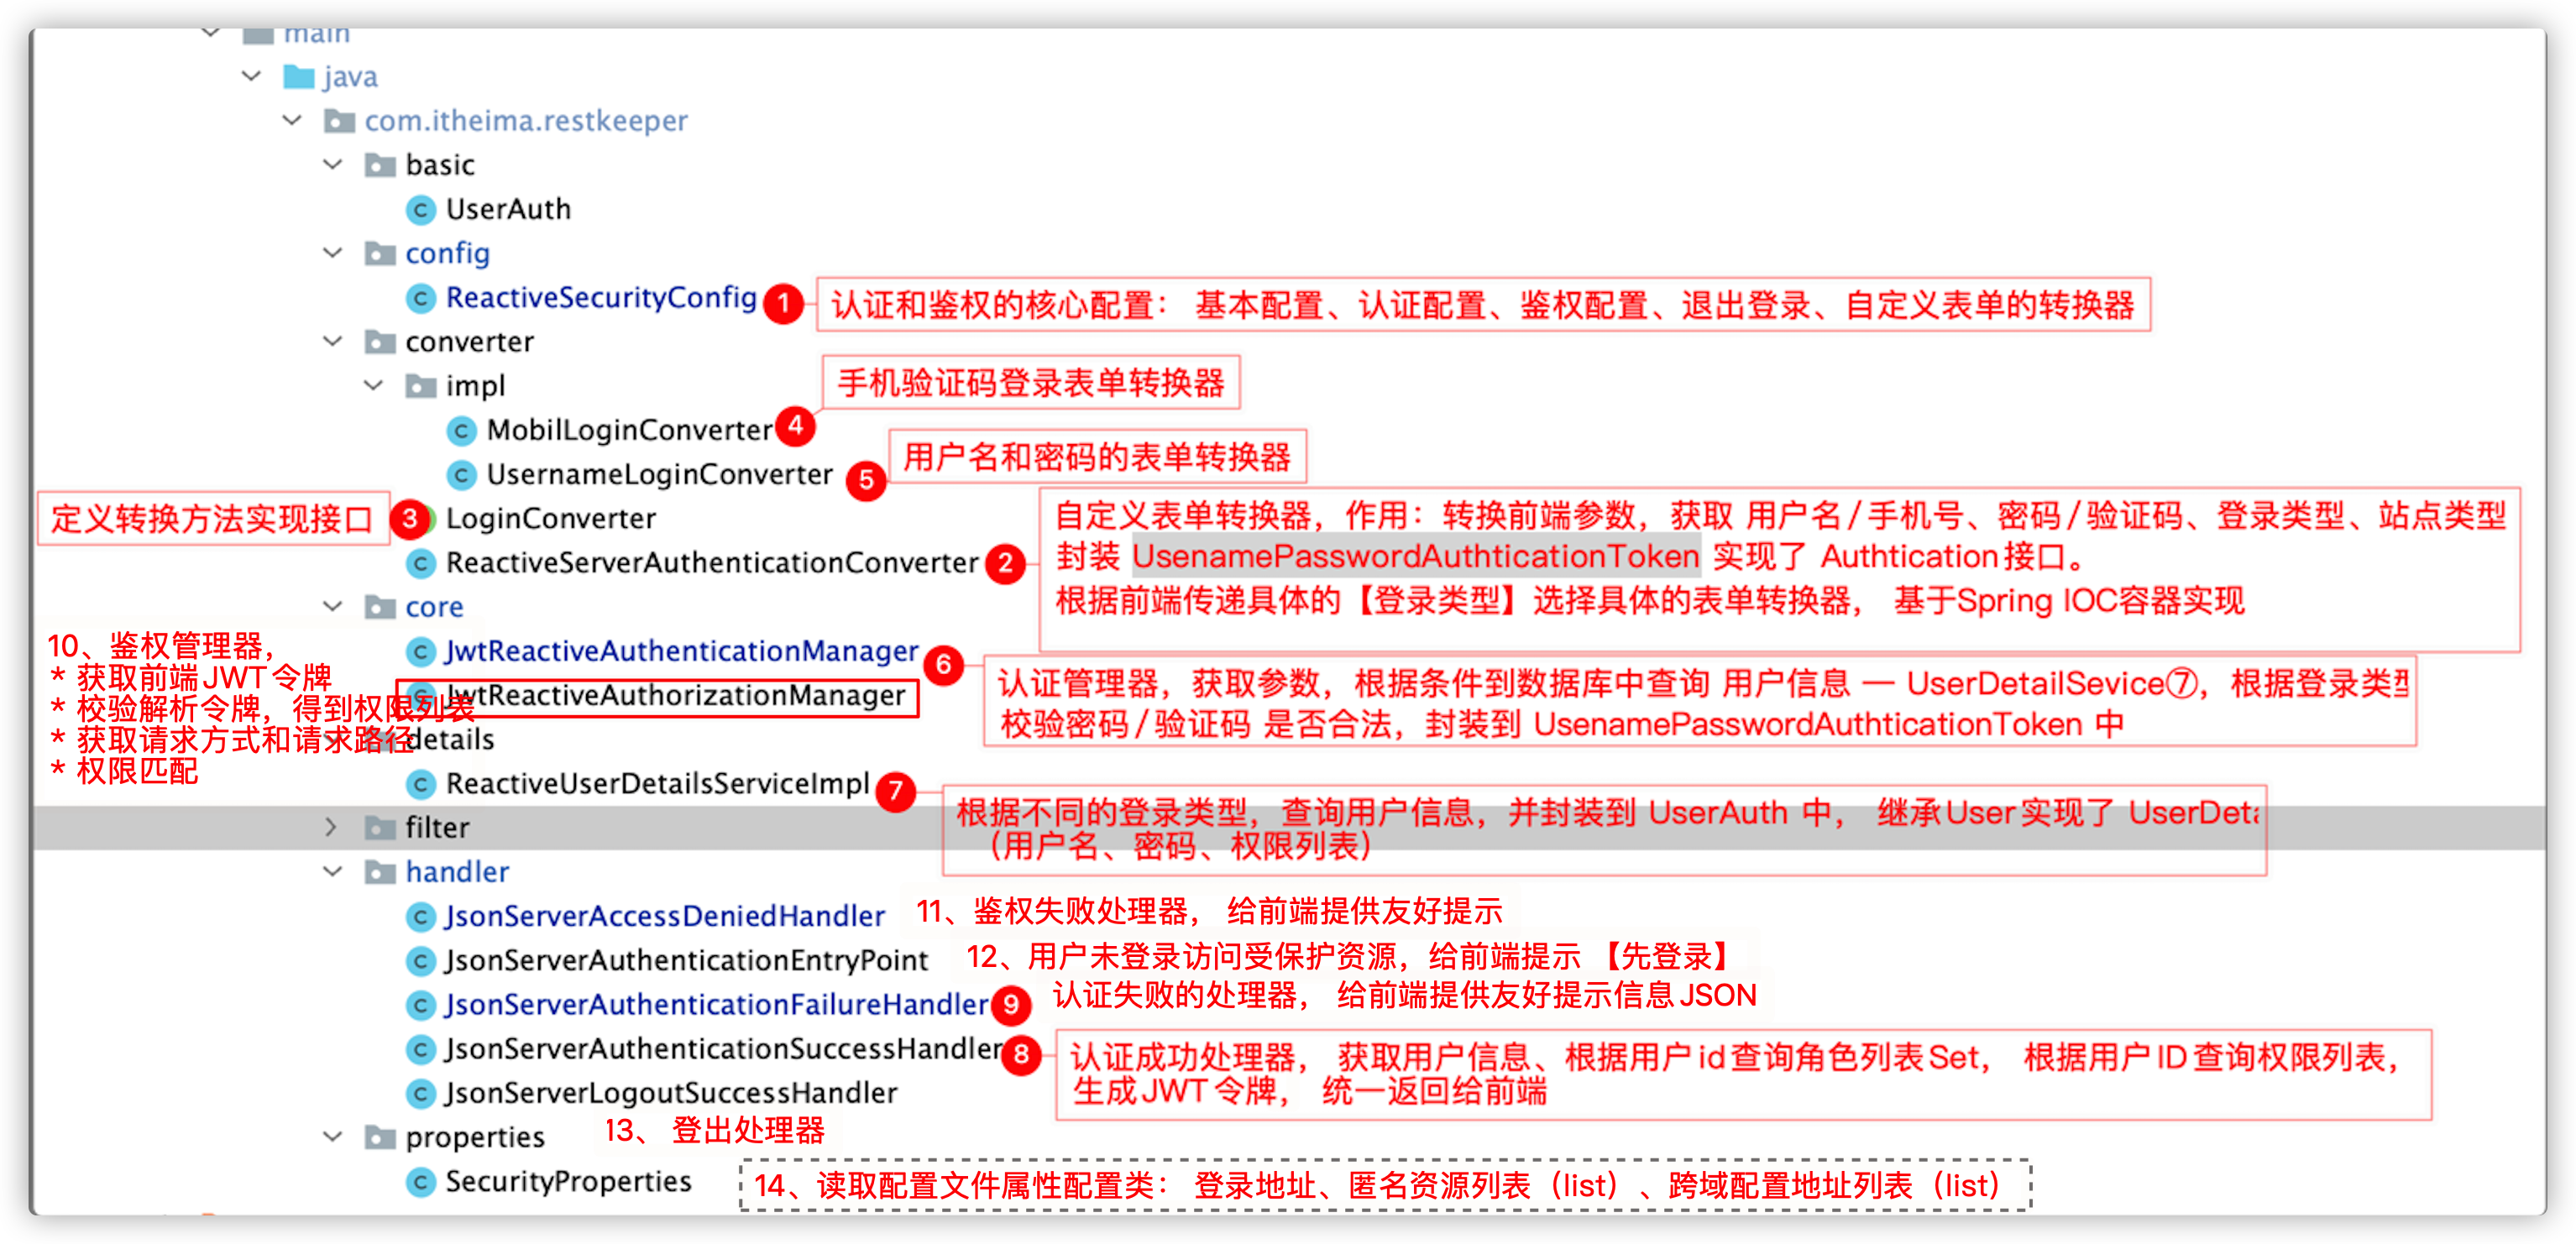 main
java
com.itheima.restkeeper
basic
UserAuth
config
ReactiveSecurityConfig 1 认证和鉴权的核心配置： 基本配置、认证配置、鉴权配置、退出登录、自定义表单的转换器
converter
impl
手机验证码登录表单转换器
MobilLoginConverter 4
用户名和密码的表单转换器
UsernameLoginConverter 5
定义转换方法实现接口 3 LoginConverter
ReactiveServerAuthenticationConverter 2
自定义表单转换器，作用：转换前端参数，获取 用户名/手机号、密码/验证码、登录类型、站点类型
封装 UsenamePasswordAuthticationToken 实现了 Authtication接口。
根据前端传递具体的【登录类型】选择具体的表单转换器， 基于Spring IOC容器实现
core
JwtReactiveAuthenticationManager 6
认证管理器，获取参数，根据条件到数据库中查询 用户信息 — UserDetailSevice⑦，根据登录类型
校验密码/验证码 是否合法，封装到 UsenamePasswordAuthticationToken 中
JwtReactiveAuthorizationManager
10、鉴权管理器，
* 获取前端JWT令牌
* 校验解析令牌，得到权限列表
* 获取请求方式和请求路径
* 权限匹配
details
ReactiveUserDetailsServiceImpl 7
根据不同的登录类型，查询用户信息，并封装到 UserAuth 中， 继承User实现了 UserDeta
（用户名、密码、权限列表）
filter
handler
JsonServerAccessDeniedHandler 11、鉴权失败处理器， 给前端提供友好提示
JsonServerAuthenticationEntryPoint 12、用户未登录访问受保护资源，给前端提示 【先登录】
JsonServerAuthenticationFailureHandler 9 认证失败的处理器， 给前端提供友好提示信息JSON
JsonServerAuthenticationSuccessHandler 8
认证成功处理器， 获取用户信息、根据用户id查询角色列表Set， 根据用户ID查询权限列表，
生成JWT令牌， 统一返回给前端
JsonServerLogoutSuccessHandler
13、 登出处理器
properties
SecurityProperties 14、读取配置文件属性配置类： 登录地址、匿名资源列表（list）、跨域配置地址列表（list）